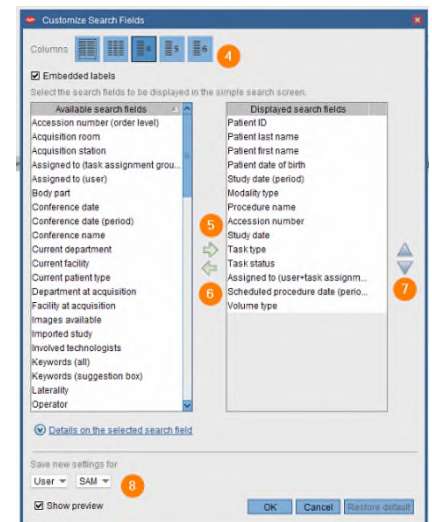 Customize Search Fields
Columns 4 5 6
4
Embedded labels
Select the search fields to be displayed in the simple search screen.
Available search fields
Accession number (order level)
Acquisition room
Acquisition station
Assigned to (task assignment grou...
Assigned to (user)
Body part
Conference date
Conference date (period)
Conference name
Current department
Current facility
Current patient type
Department at acquisition
Facility at acquisition
Images available
Imported study
Involved technologists
Keywords (all)
Keywords (suggestion box)
Laterality
Operator
5
6
Displayed search fields
Patient ID
Patient last name
Patient first name
Patient date of birth
Study date (period)
Modality type
Procedure name
Accession number
Study date
Task type
Task status
Assigned to (user+task assignm...
Scheduled procedure date (perio...
Volume type
7
Details on the selected search field
Save new settings for
User SAM
8
Show preview
OK Cancel Restore default